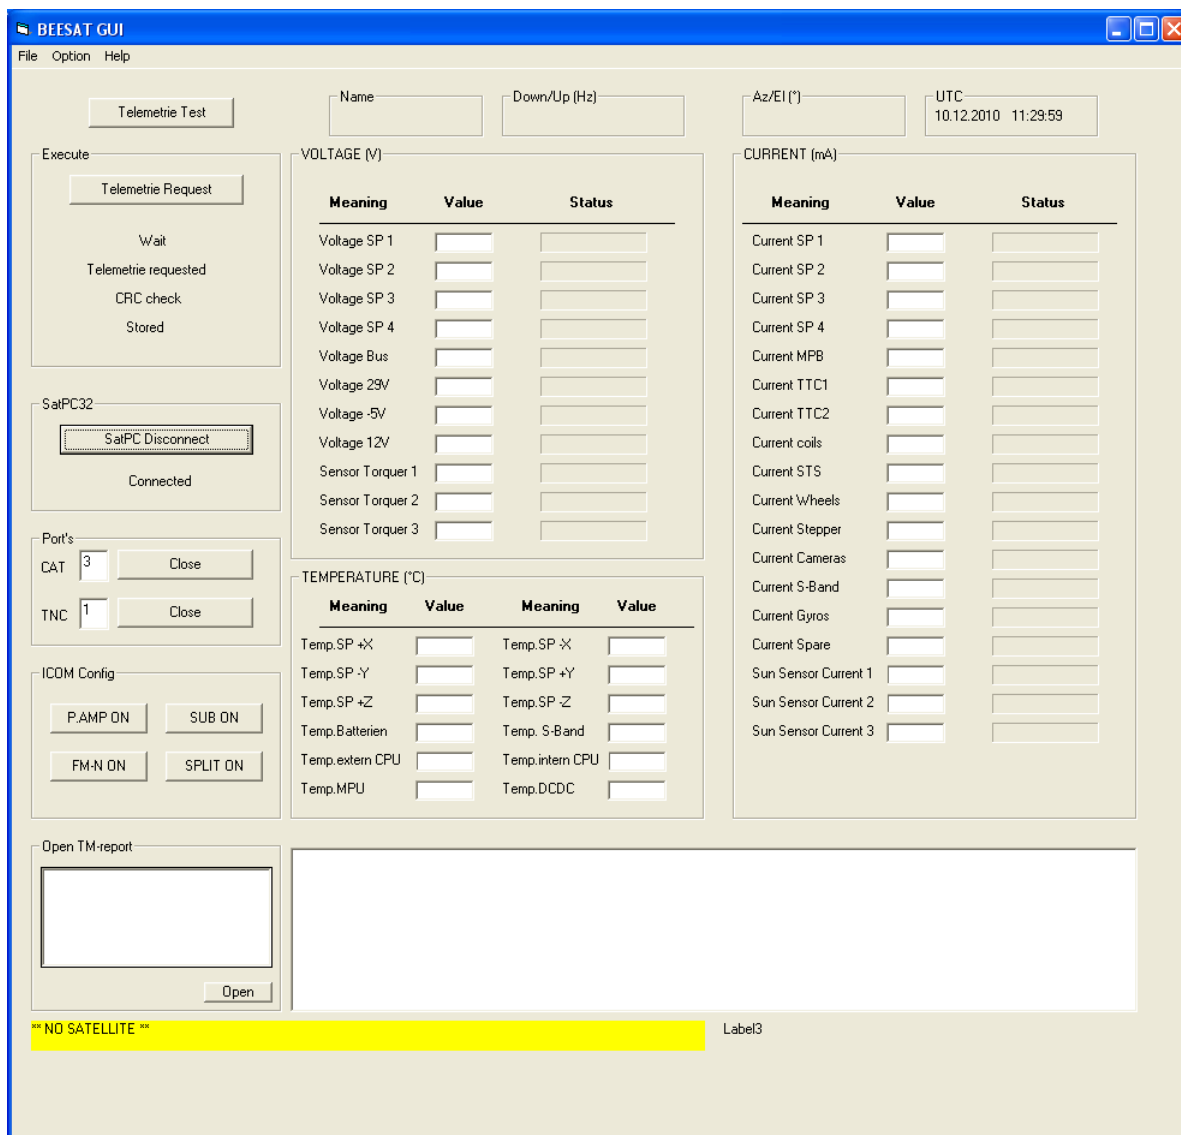 BEESAT GUI
File Option Help
Telemetrie Test
Name
Down/Up (Hz)
Az/El (°)
UTC
10.12.2010 11:29:59
Execute
Telemetrie Request
Wait
Telemetrie requested
CRC check
Stored
SatPC32
SatPC Disconnect
Connected
Port's
CAT 3 Close
TNC 1 Close
ICOM Config
P.AMP ON SUB ON
FM-N ON SPLIT ON
VOLTAGE (V)
Meaning Value Status
Voltage SP 1
Voltage SP 2
Voltage SP 3
Voltage SP 4
Voltage Bus
Voltage 29V
Voltage -5V
Voltage 12V
Sensor Torquer 1
Sensor Torquer 2
Sensor Torquer 3
TEMPERATURE (°C)
Meaning Value Meaning Value
Temp.SP +X Temp.SP -X
Temp.SP -Y Temp.SP +Y
Temp.SP +Z Temp.SP -Z
Temp.Batterien Temp. S-Band
Temp.extern CPU Temp.intern CPU
Temp.MPU Temp.DCDC
CURRENT (mA)
Meaning Value Status
Current SP 1
Current SP 2
Current SP 3
Current SP 4
Current MPB
Current TTC1
Current TTC2
Current coils
Current STS
Current Wheels
Current Stepper
Current Cameras
Current S-Band
Current Gyros
Current Spare
Sun Sensor Current 1
Sun Sensor Current 2
Sun Sensor Current 3
Open TM-report
Open
** NO SATELLITE **
Label3